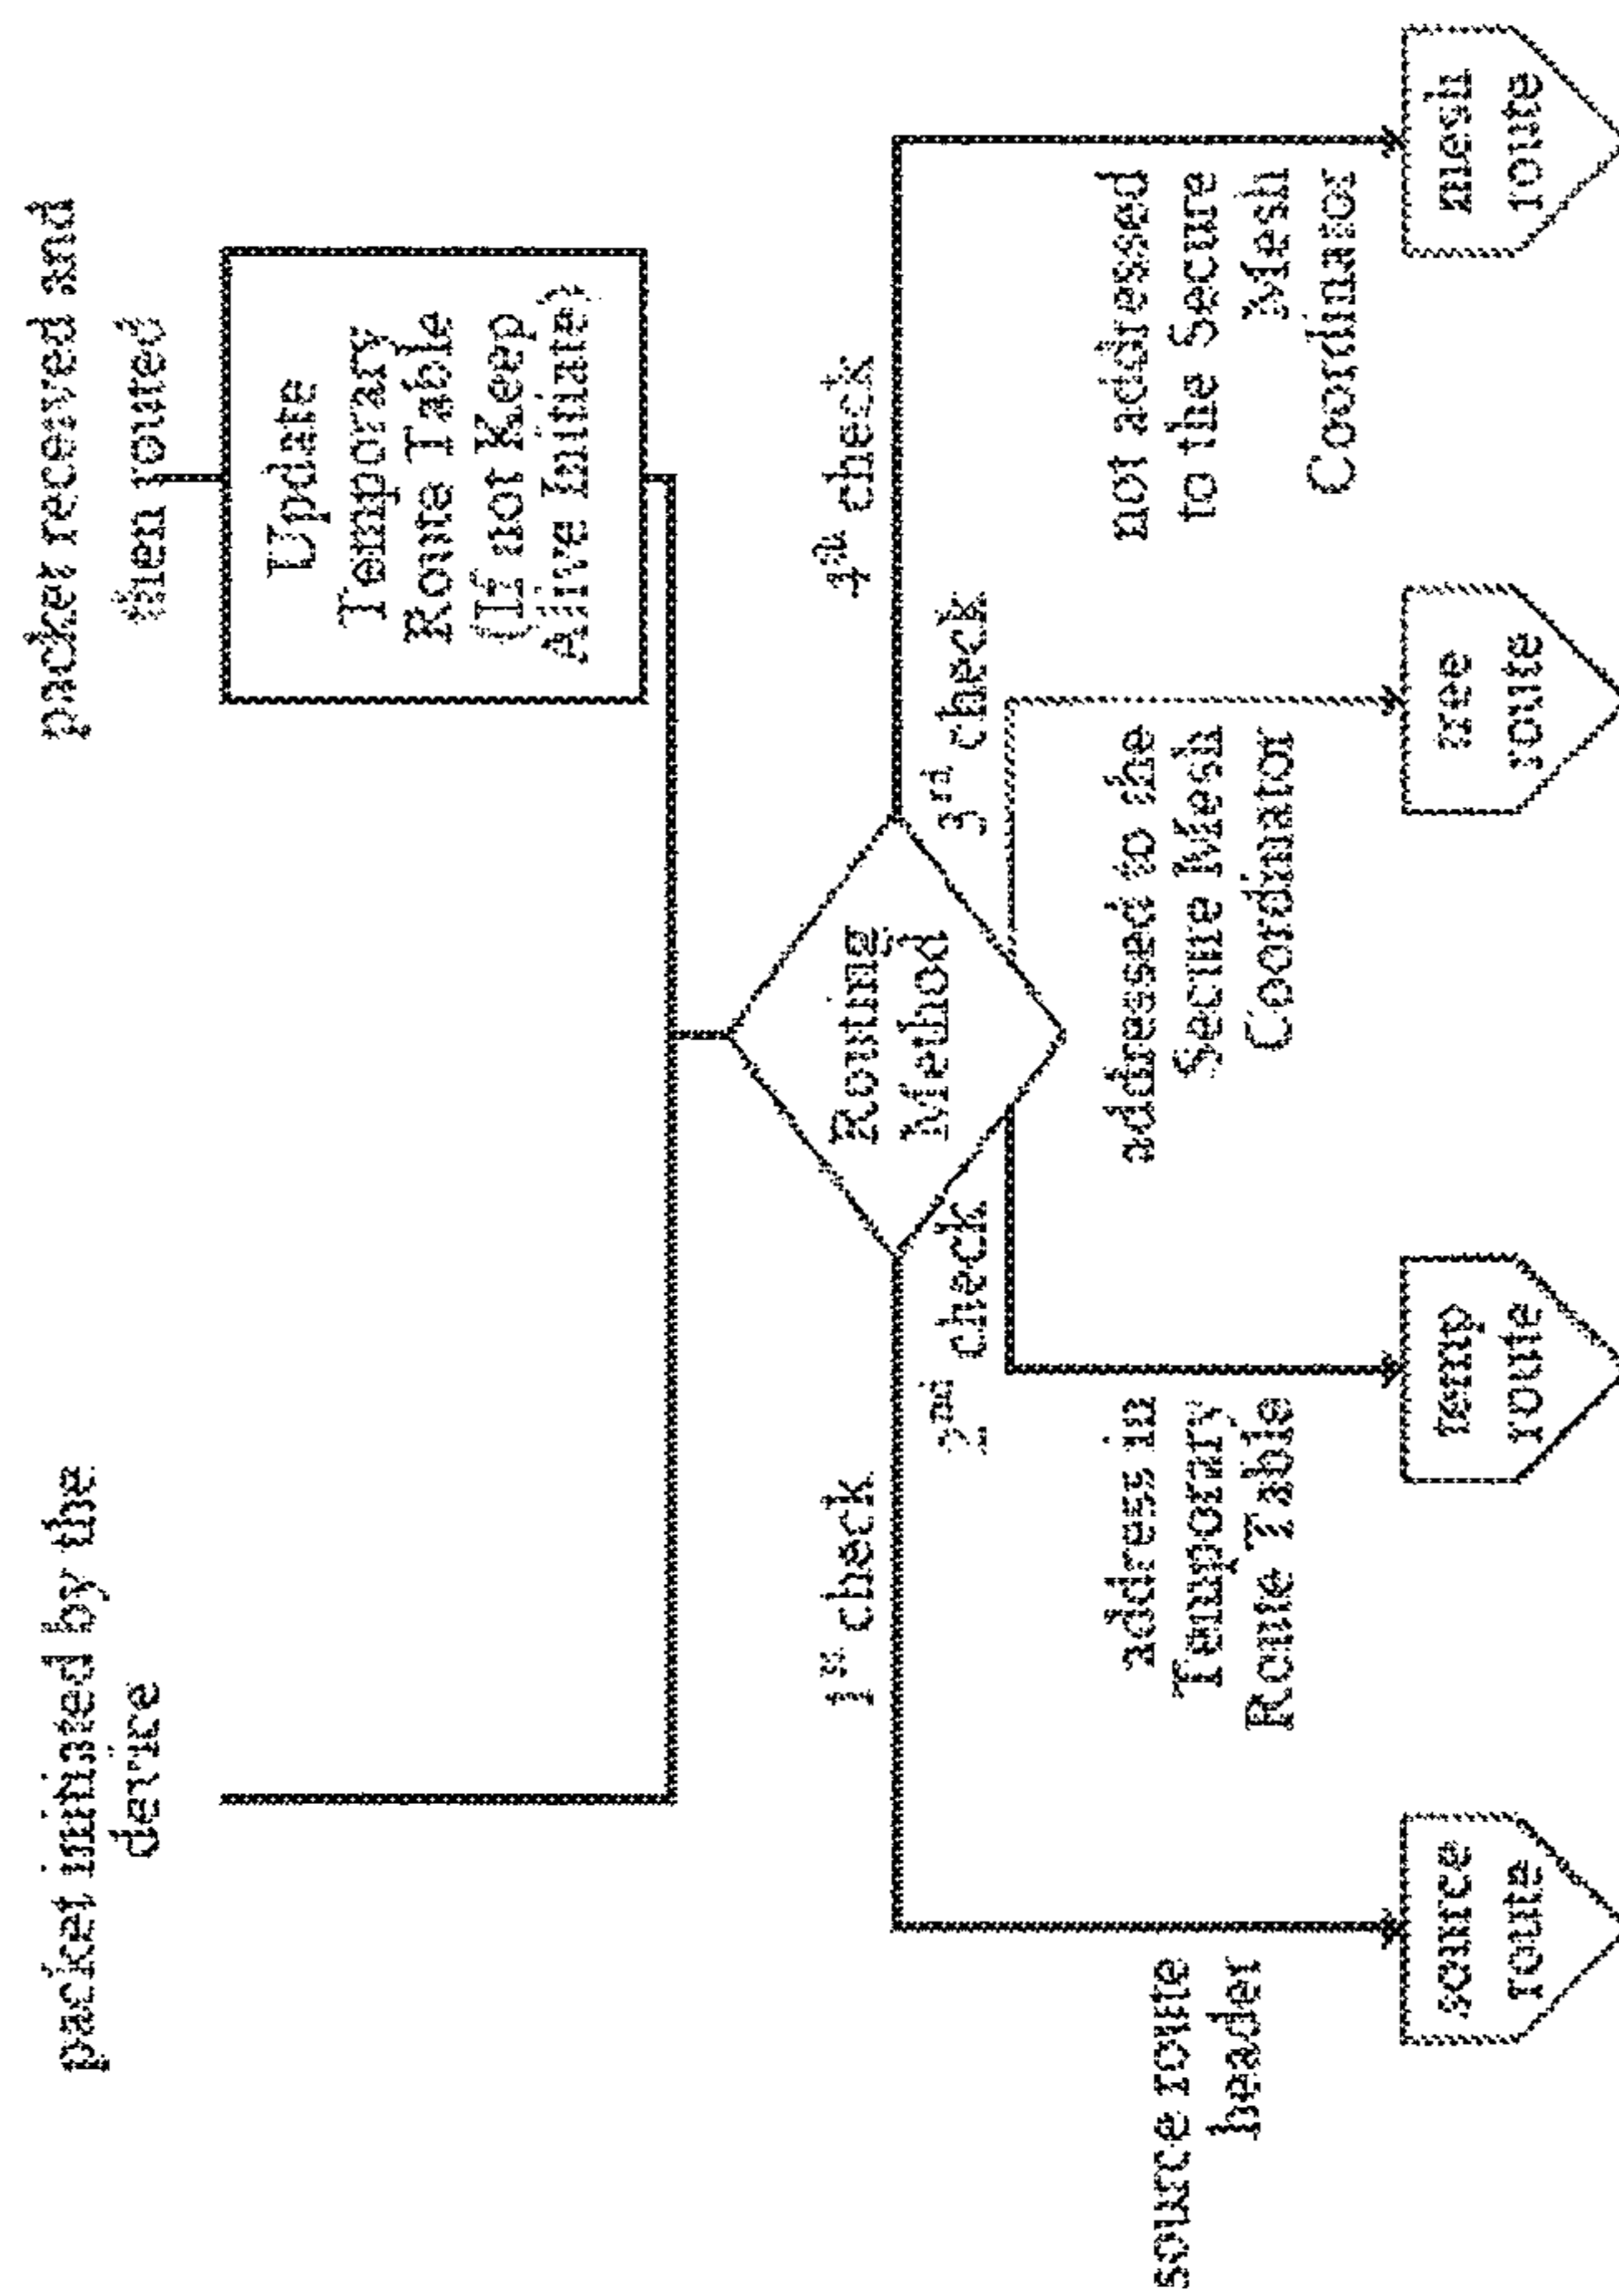 packet initiated by the
device
packet received and
then routed
Update
Temporary
Route Table
(If not Keep
Alive Initiate)
Routing
Method
1st check
2nd check
3rd check
4th check
source route
header
address in
Temporary
Route Table
addressed to the
Secure Mesh
Coordinator
not addressed
to the Secure
Mesh
Coordinator
source
route
temp
route
tree
route
mesh
route